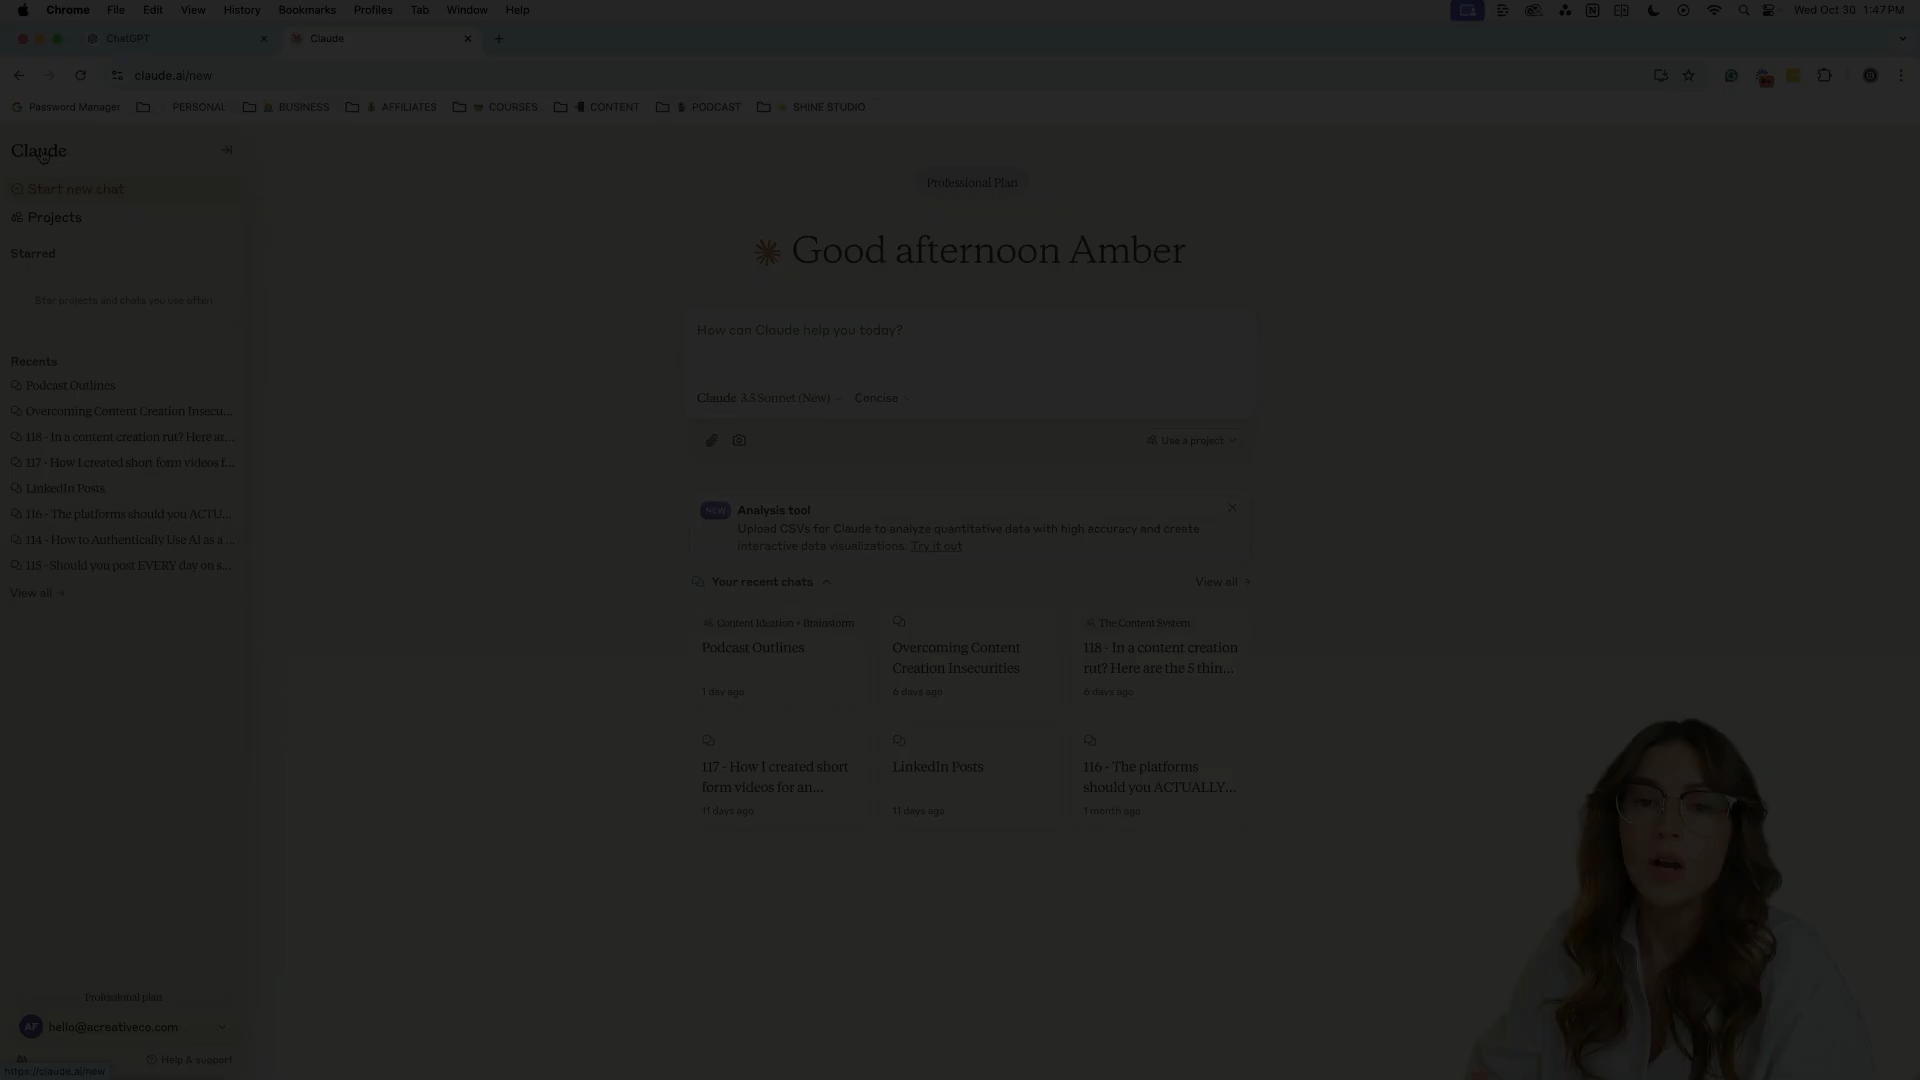 Chrome File Edit View History Bookmarks Profiles Tab Window Help
Wed Oct 30 1:47 PM
ChatGPT
Claude
claude.ai/new
Password Manager
PERSONAL
BUSINESS
AFFILIATES
COURSES
CONTENT
PODCAST
SHINE STUDIO
Claude
Start new chat
Projects
Starred
Star projects and chats you use often
Recents
Podcast Outlines
Overcoming Content Creation Insecu...
118 - In a content creation rut? Here ar...
117 - How I created short form videos f...
LinkedIn Posts
116 - The platforms should you ACTU...
114 - How to Authentically Use AI as a ...
115 - Should you post EVERY day on s...
View all
Professional plan
AF
hello@acreativeco.com
Help & support
https://claude.ai/new
Professional Plan
Good afternoon Amber
How can Claude help you today?
Claude 3.5 Sonnet (New)
Concise
Use a project
NEW
Analysis tool
Upload CSVs for Claude to analyze quantitative data with high accuracy and create
interactive data visualizations. Try it out
Your recent chats
View all
Content Ideation + Brainstorm
Podcast Outlines
1 day ago
Overcoming Content
Creation Insecurities
6 days ago
The Content System
118 - In a content creation
rut? Here are the 5 thin...
6 days ago
117 - How I created short
form videos for an...
11 days ago
LinkedIn Posts
11 days ago
116 - The platforms
should you ACTUALLY...
1 month ago